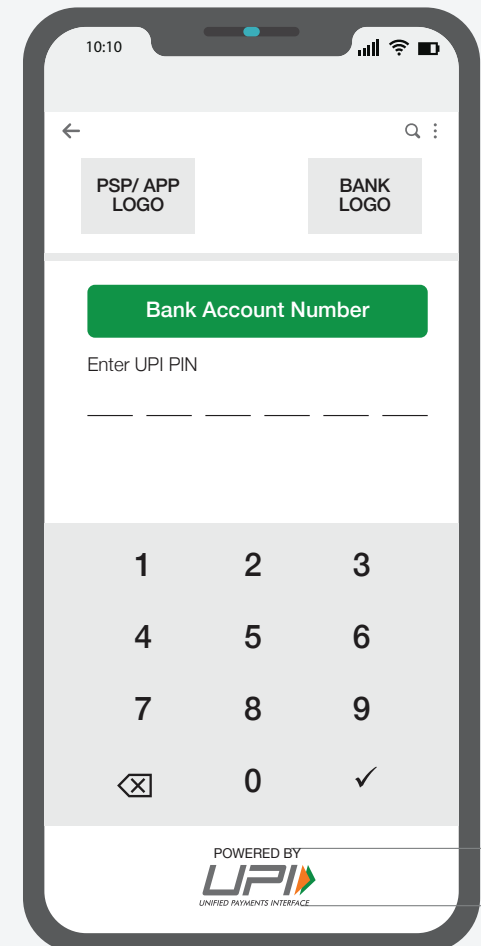 10:10
PSP/ APP
LOGO
BANK
LOGO
Bank Account Number
Enter UPI PIN
1 2 3
4 5 6
7 8 9
0
POWERED BY
UPI
UNIFIED PAYMENTS INTERFACE